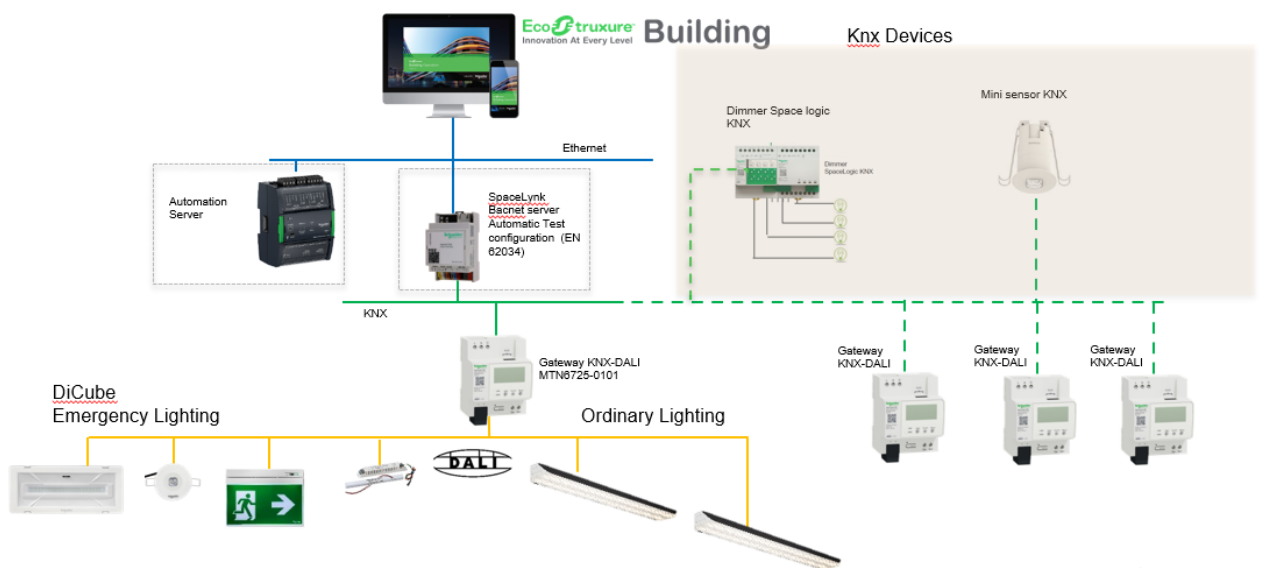 EcoStruxure
Innovation At Every Level
Building
Knx Devices
Mini sensor KNX
Dimmer Space logic
KNX
Dimmer
SpaceLogic KNX
Ethernet
Automation
Server
SpaceLynk
Bacnet server
Automatic Test
configuration (EN
62034)
KNX
Gateway KNX-DALI
MTN6725-0101
Gateway
KNX-DALI
Gateway
KNX-DALI
Gateway
KNX-DALI
DiCube
Emergency Lighting
Ordinary Lighting
DALI